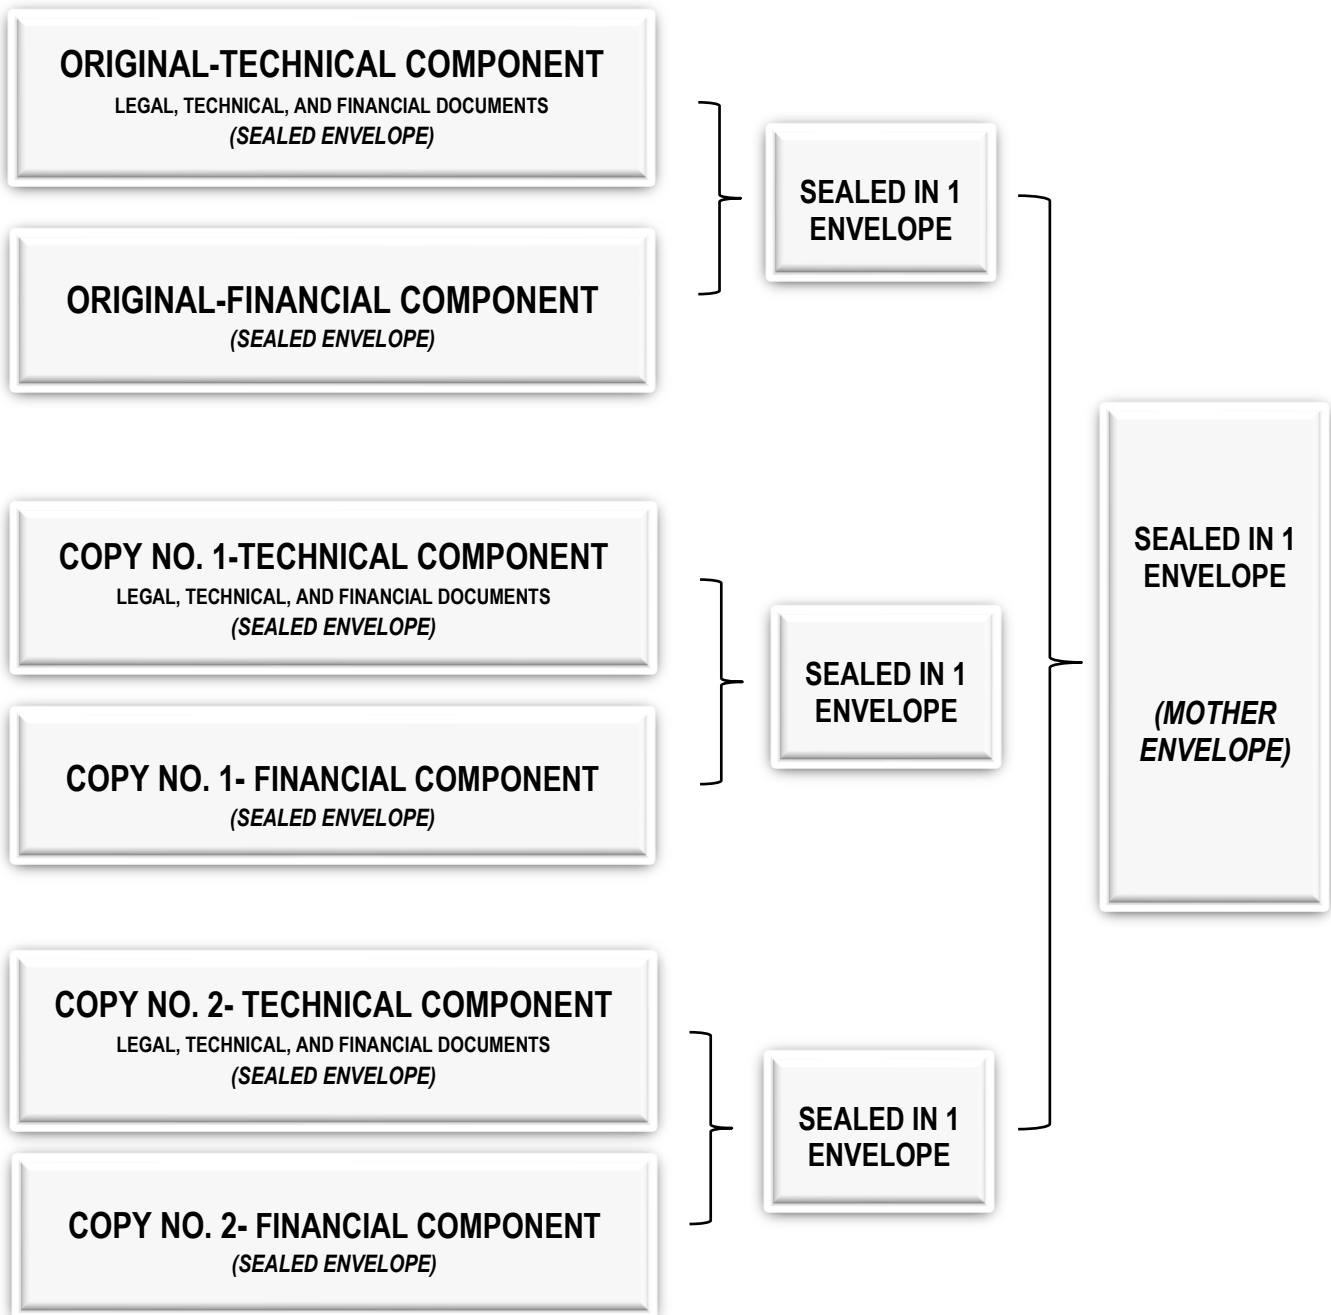 ORIGINAL-TECHNICAL COMPONENT
LEGAL, TECHNICAL, AND FINANCIAL DOCUMENTS
(SEALED ENVELOPE)
ORIGINAL-FINANCIAL COMPONENT
(SEALED ENVELOPE)
SEALED IN 1
ENVELOPE
COPY NO. 1-TECHNICAL COMPONENT
LEGAL, TECHNICAL, AND FINANCIAL DOCUMENTS
(SEALED ENVELOPE)
COPY NO. 1- FINANCIAL COMPONENT
(SEALED ENVELOPE)
SEALED IN 1
ENVELOPE
COPY NO. 2- TECHNICAL COMPONENT
LEGAL, TECHNICAL, AND FINANCIAL DOCUMENTS
(SEALED ENVELOPE)
COPY NO. 2- FINANCIAL COMPONENT
(SEALED ENVELOPE)
SEALED IN 1
ENVELOPE
SEALED IN 1
ENVELOPE
(MOTHER
ENVELOPE)